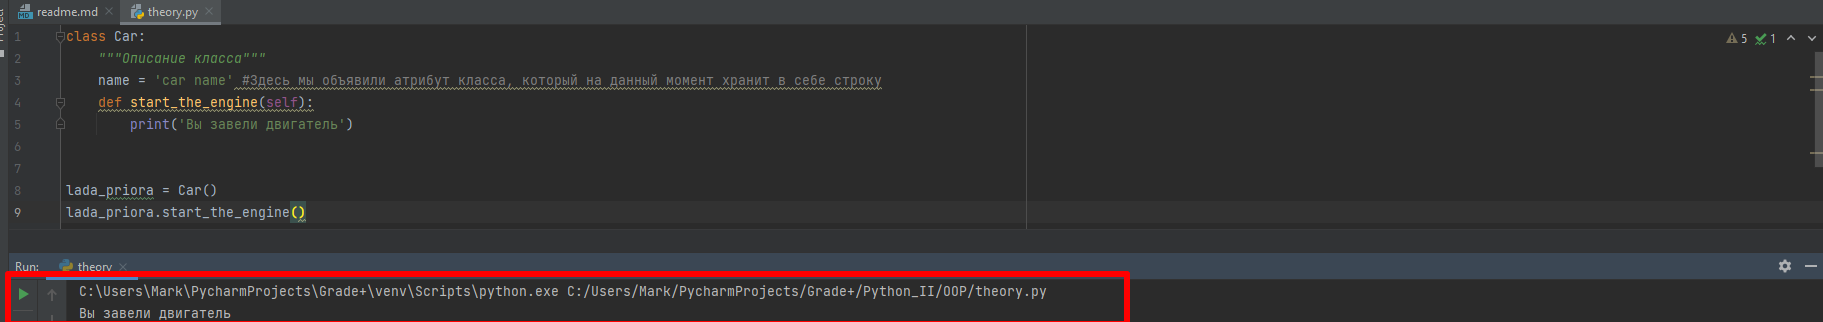 Project
readme.md
theory.py
1 class Car:
2 """Описание класса"""
3 name = 'car name' #Здесь мы объявили атрибут класса, который на данный момент хранит в себе строку
4 def start_the_engine(self):
5 print('Вы завели двигатель')
6
7
8 lada_priora = Car()
9 lada_priora.start_the_engine()
5 1
Run: theory
C:\Users\Mark\PycharmProjects\Grade+\venv\Scripts\python.exe C:/Users/Mark/PycharmProjects/Grade+/Python_II/OOP/theory.py
Вы завели двигатель